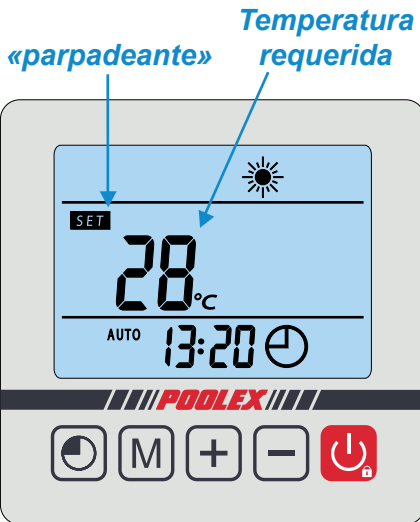 Temperatura
«parpadeante» requerida
SET
28 °C
AUTO 13:20
POOLEX
M + −